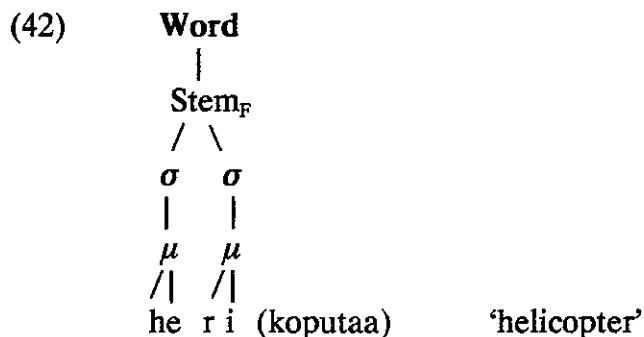 (42) Word
|
Stem_F
/ \
σ σ
| |
μ μ
/| /|
he r i (koputaa) ‘helicopter’